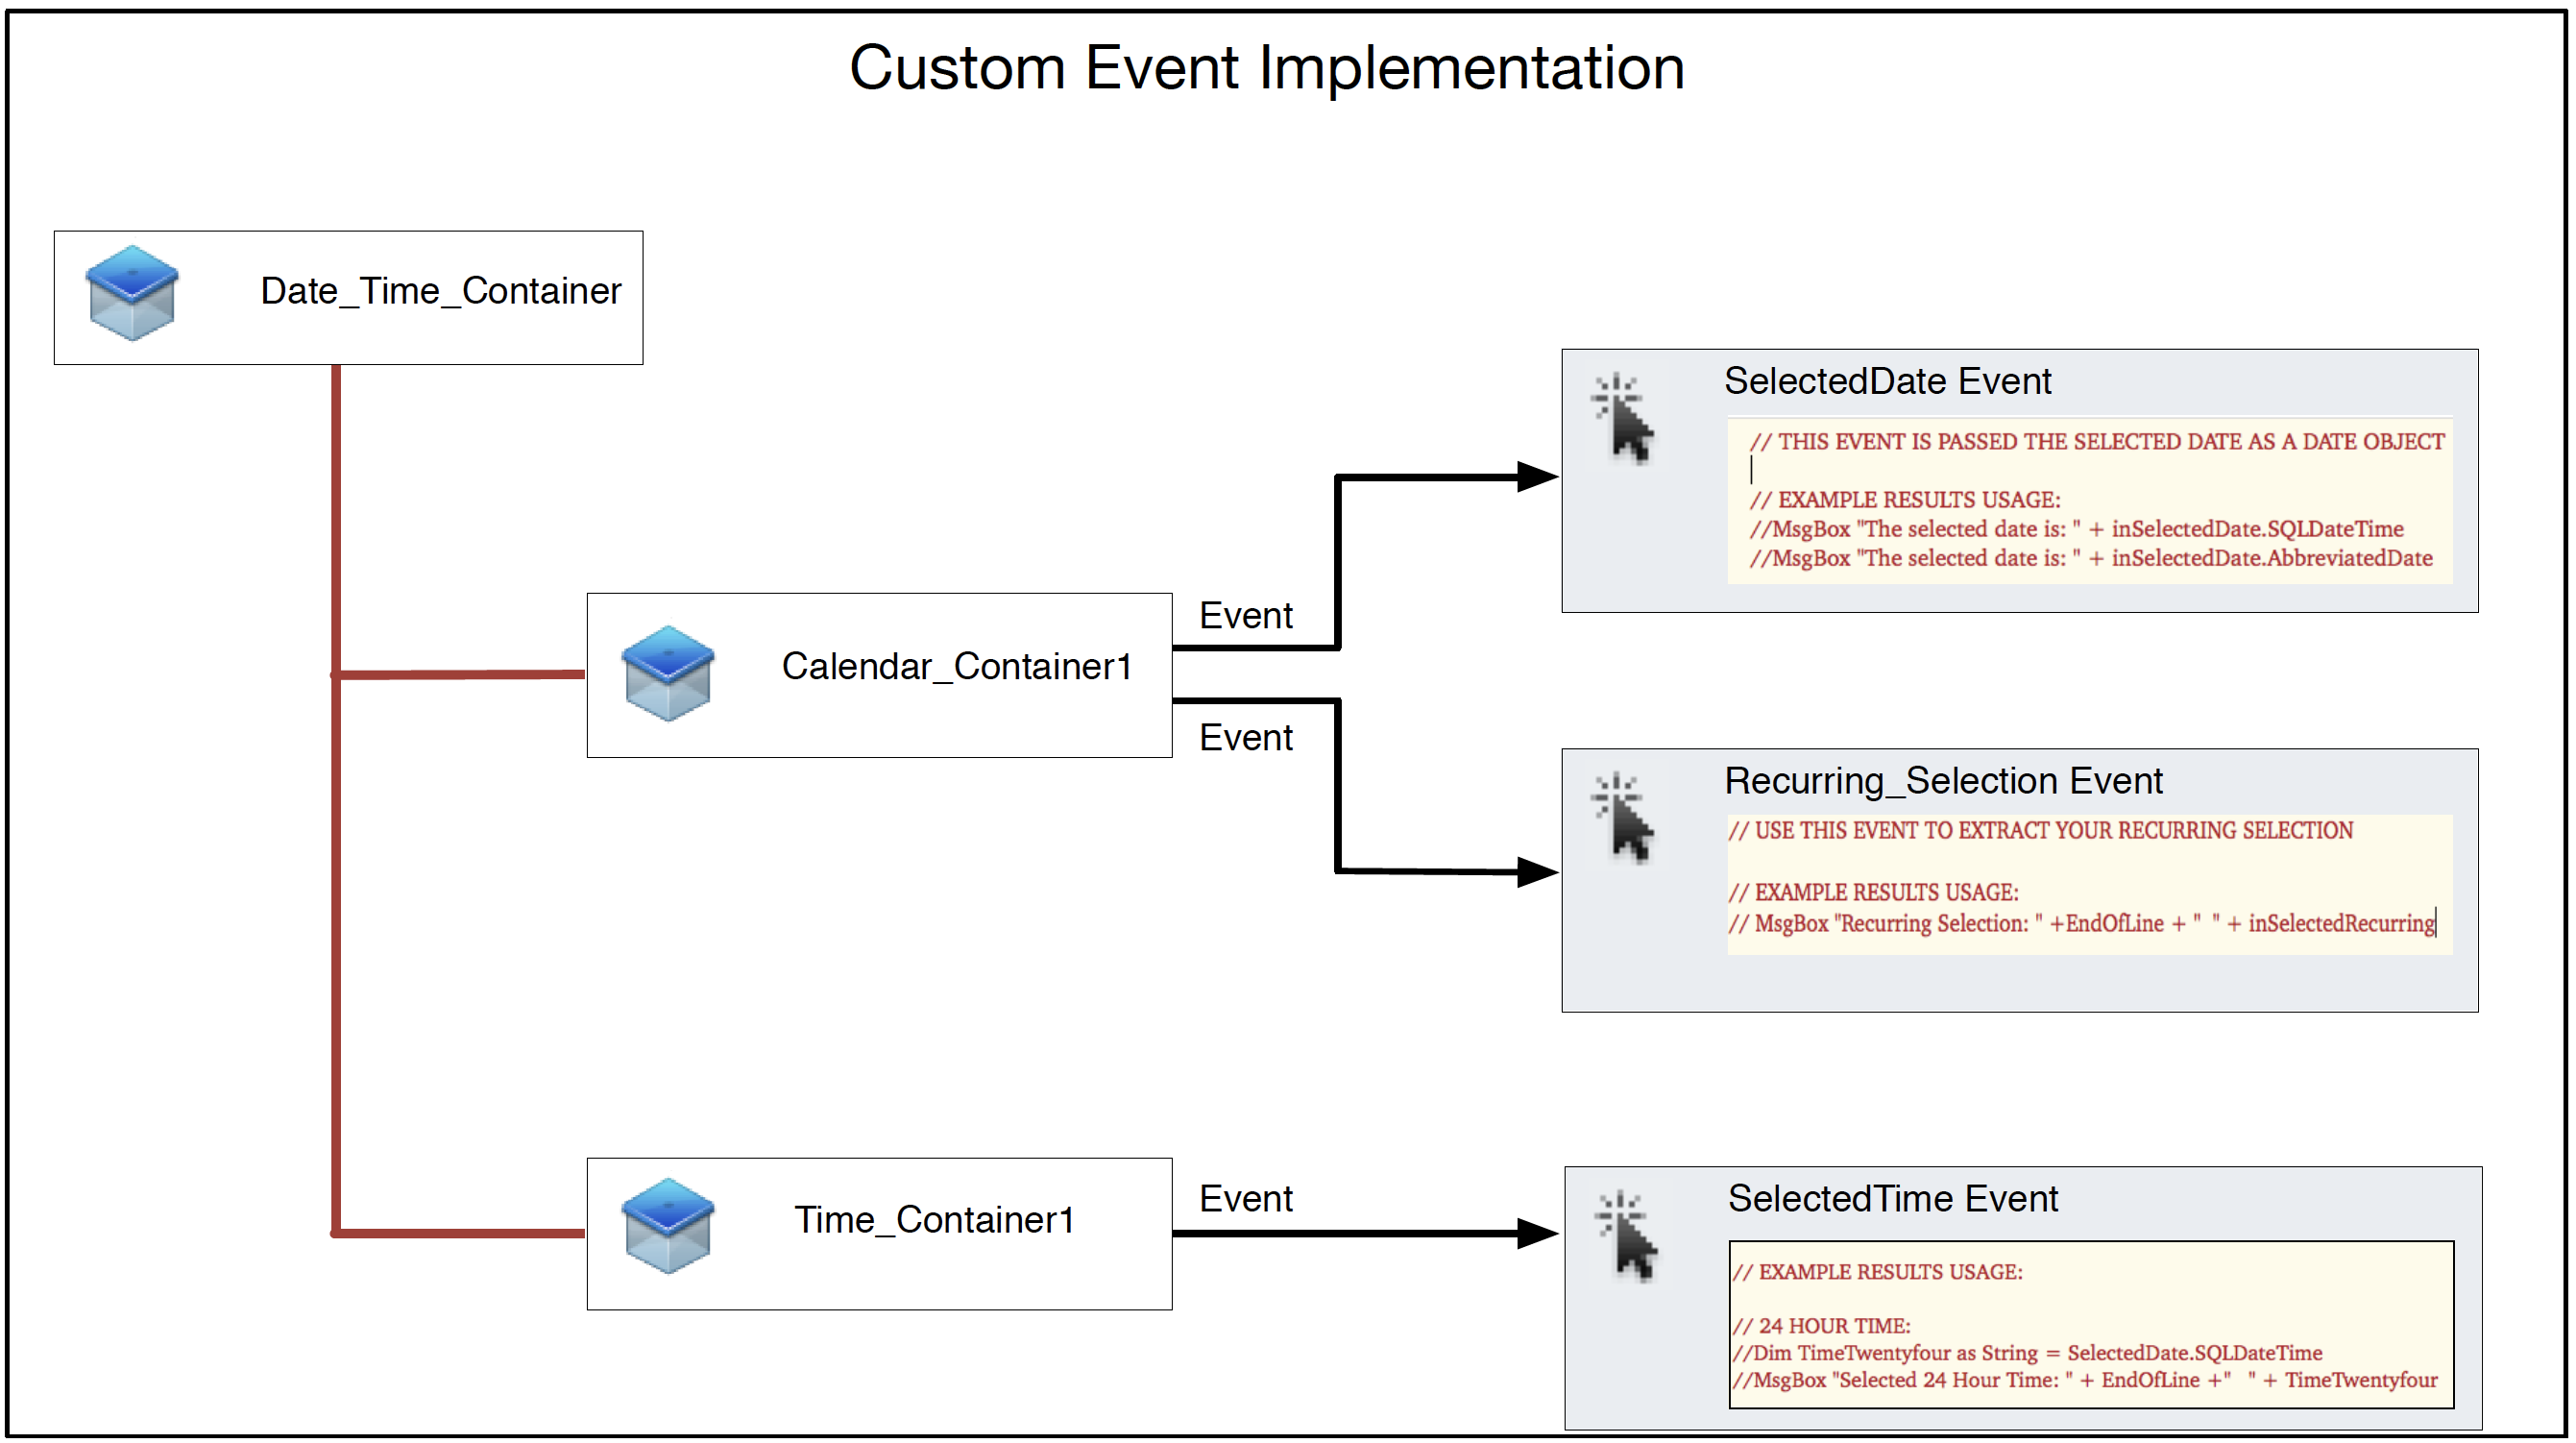 Custom Event Implementation
Date_Time_Container
SelectedDate Event
// THIS EVENT IS PASSED THE SELECTED DATE AS A DATE OBJECT
// EXAMPLE RESULTS USAGE:
//MsgBox "The selected date is: " + inSelectedDate.SQLDateTime
//MsgBox "The selected date is: " + inSelectedDate.AbbreviatedDate
Event
Calendar_Container1
Event
Recurring_Selection Event
// USE THIS EVENT TO EXTRACT YOUR RECURRING SELECTION
// EXAMPLE RESULTS USAGE:
// MsgBox "Recurring Selection: " +EndOfLine + "  " + inSelectedRecurring
Time_Container1
Event
SelectedTime Event
// EXAMPLE RESULTS USAGE:
// 24 HOUR TIME:
//Dim TimeTwentyfour as String = SelectedDate.SQLDateTime
//MsgBox "Selected 24 Hour Time: " + EndOfLine +"   " + TimeTwentyfour